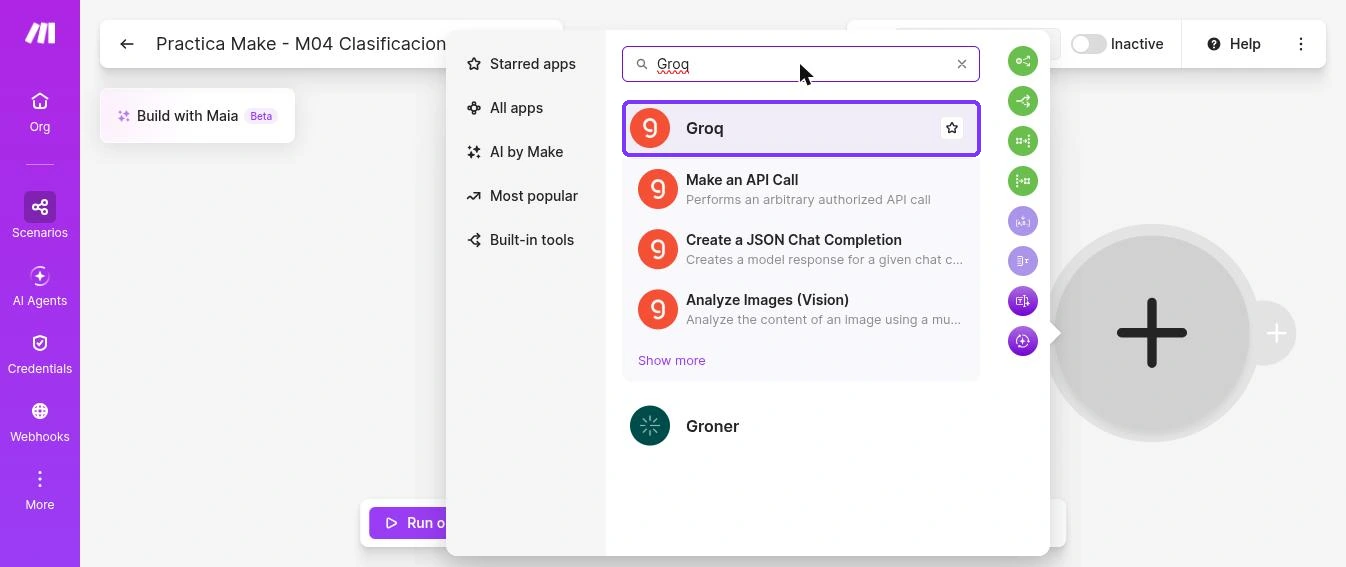 Practica Make - M04 Clasificacion
Inactive
Help
Build with Maia
Beta
Org
Scenarios
AI Agents
Credentials
Webhooks
More
Starred apps
All apps
AI by Make
Most popular
Built-in tools
Groq
Groq
Make an API Call
Performs an arbitrary authorized API call
Create a JSON Chat Completion
Creates a model response for a given chat c...
Analyze Images (Vision)
Analyze the content of an image using a mu...
Show more
Groner
Run o